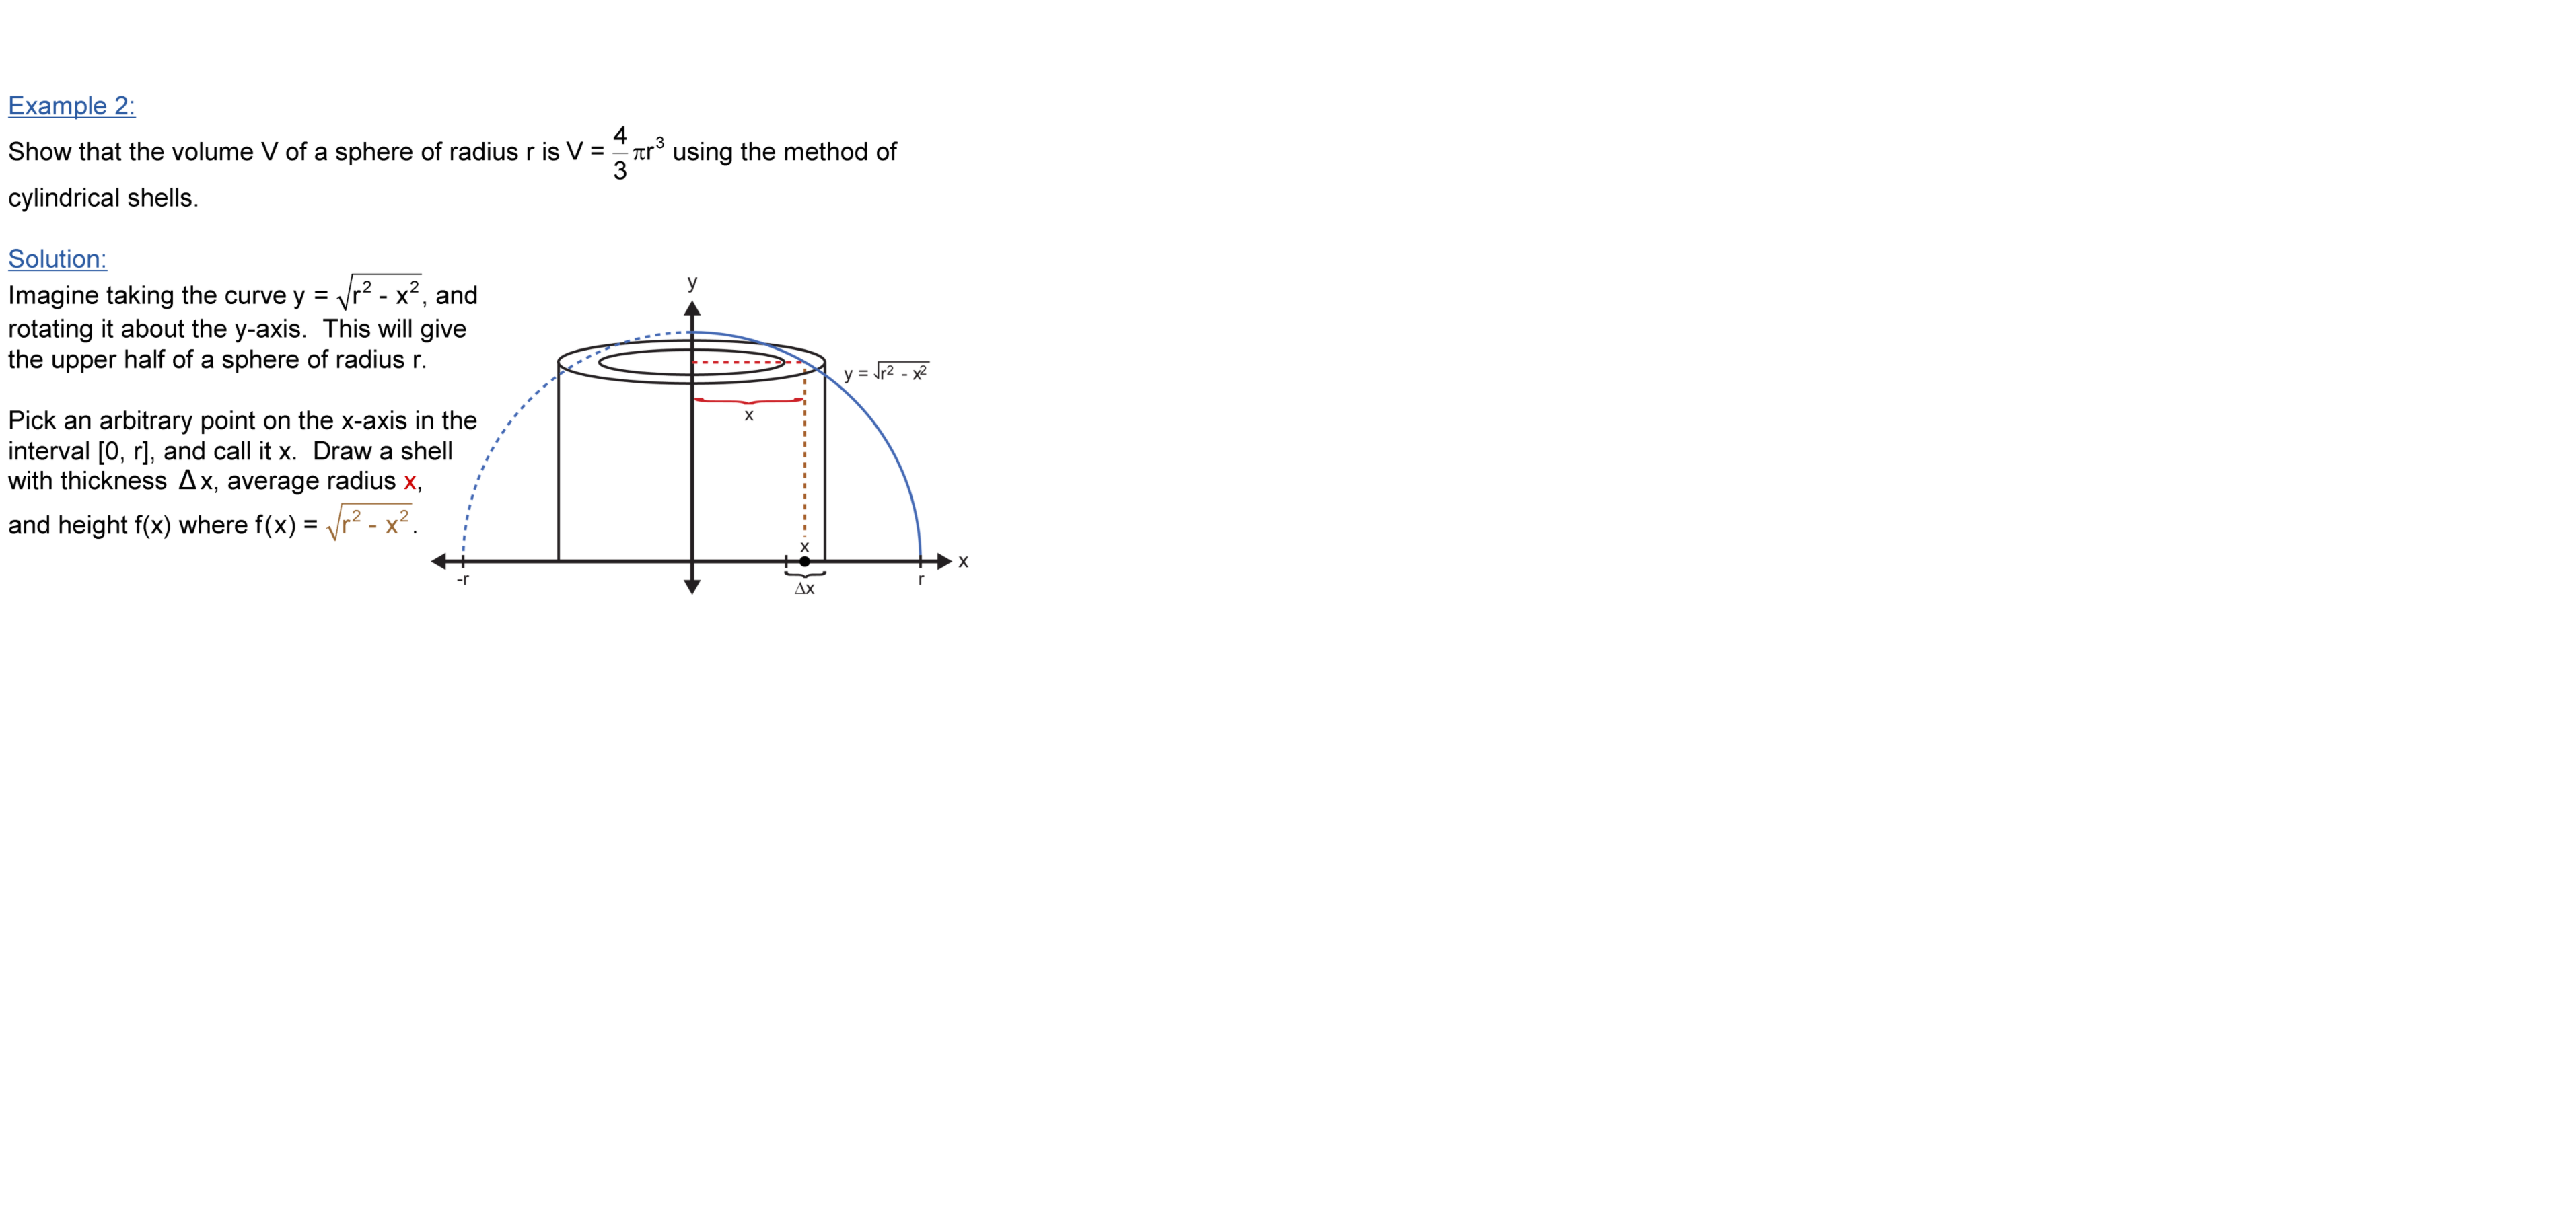 Example 2:
Show that the volume V of a sphere of radius r is V = 4/3 πr³ using the method of
cylindrical shells.
Solution:
Imagine taking the curve y = √(r² - x²), and
rotating it about the y-axis. This will give
the upper half of a sphere of radius r.
Pick an arbitrary point on the x-axis in the
interval [0, r], and call it x. Draw a shell
with thickness Δx, average radius x,
and height f(x) where f(x) = √(r² - x²).
y
y = √(r² - x²)
x
x
x
-r
r
Δx